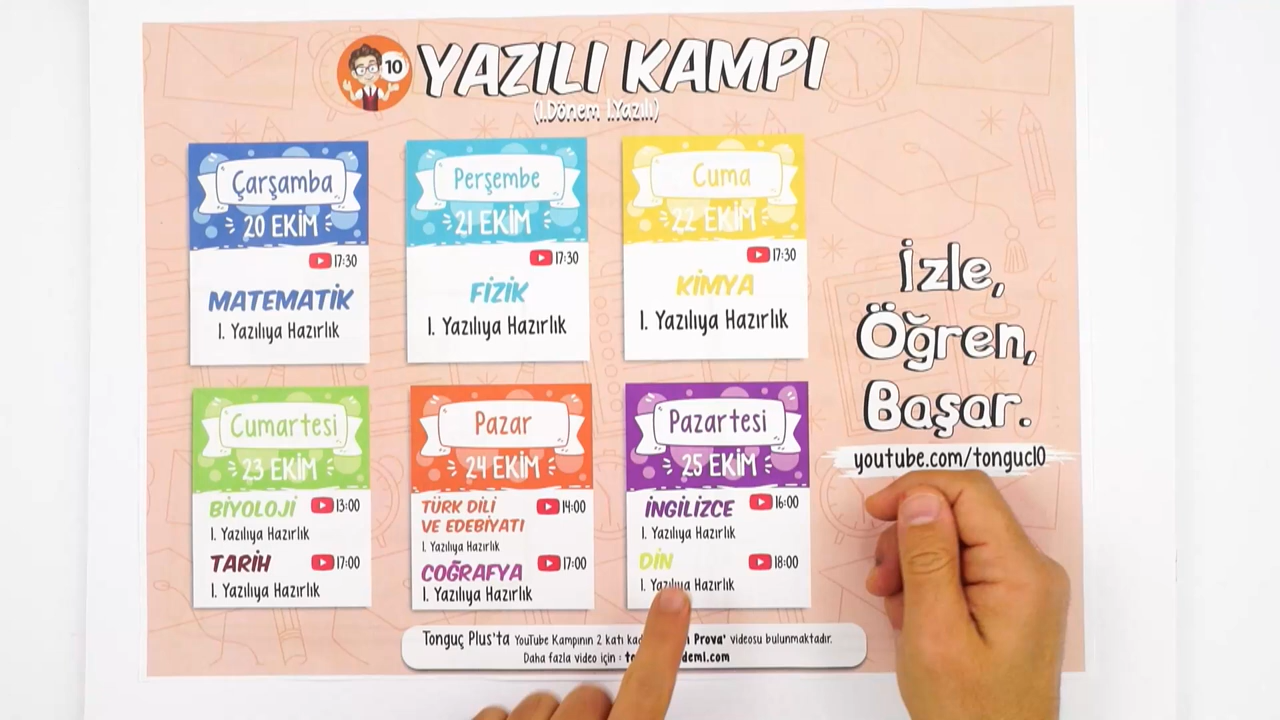 10
YAZILI KAMPI
(1.Dönem 1.Yazılı)
Çarşamba
20 EKİM
17:30
MATEMATİK
1. Yazılıya Hazırlık
Perşembe
21 EKİM
17:30
FİZİK
1. Yazılıya Hazırlık
Cuma
22 EKİM
17:30
KİMYA
1. Yazılıya Hazırlık
Cumartesi
23 EKİM
BİYOLOJİ 13:00
1. Yazılıya Hazırlık
TARİH 17:00
1. Yazılıya Hazırlık
Pazar
24 EKİM
TÜRK DİLİ 14:00
VE EDEBİYATI
1. Yazılıya Hazırlık
COĞRAFYA 17:00
1. Yazılıya Hazırlık
Pazartesi
25 EKİM
İNGİLİZCE 16:00
1. Yazılıya Hazırlık
DİN 18:00
1. Yazılıya Hazırlık
İzle,
Öğren,
Başar.
youtube.com/tonguc10
Tonguç Plus'ta YouTube Kampının 2 katı Prova' videosu bulunmaktadır.
Daha fazla video için :